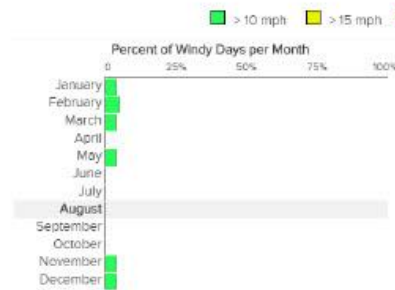 > 10 mph > 15 mph
Percent of Windy Days per Month
0 25% 50% 75% 100%
January
February
March
April
May
June
July
August
September
October
November
December